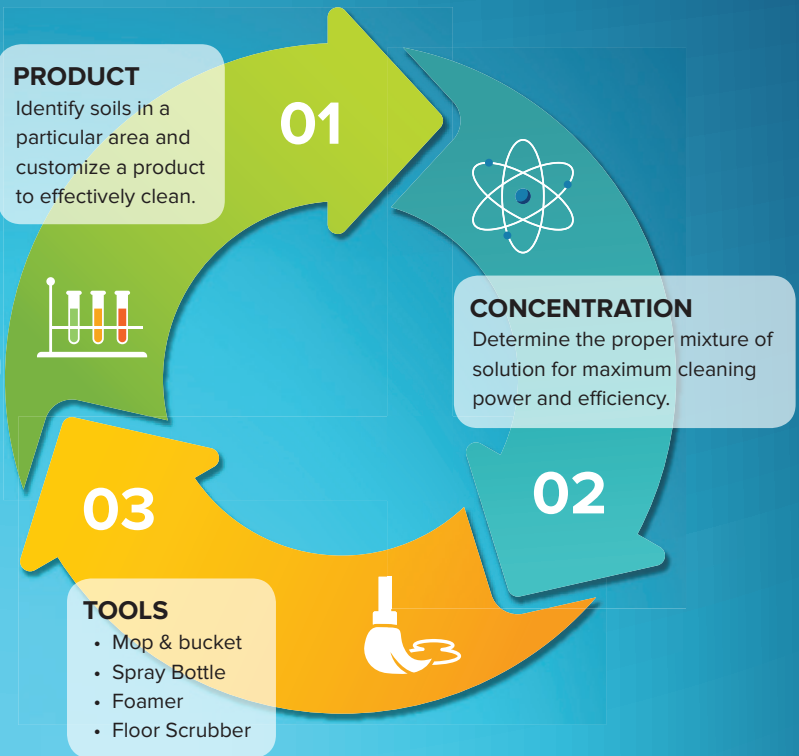 01
PRODUCT
Identify soils in a
particular area and
customize a product
to effectively clean.
CONCENTRATION
Determine the proper mixture of
solution for maximum cleaning
power and efficiency.
02
03
TOOLS
• Mop & bucket
• Spray Bottle
• Foamer
• Floor Scrubber